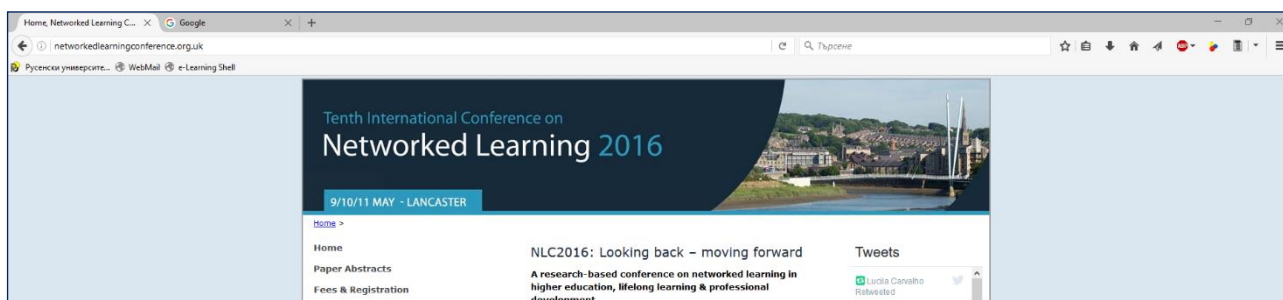 Home, Networked Learning C...
Google
networkedlearningconference.org.uk
Търсене
ABP
Русенски университе...
WebMail
e-Learning Shell
Tenth International Conference on
Networked Learning 2016
9/10/11 MAY - LANCASTER
Home >
Home
Paper Abstracts
Fees & Registration
NLC2016: Looking back – moving forward
A research-based conference on networked learning in
higher education, lifelong learning & professional
development
Tweets
Lucila Carvalho
Retweeted